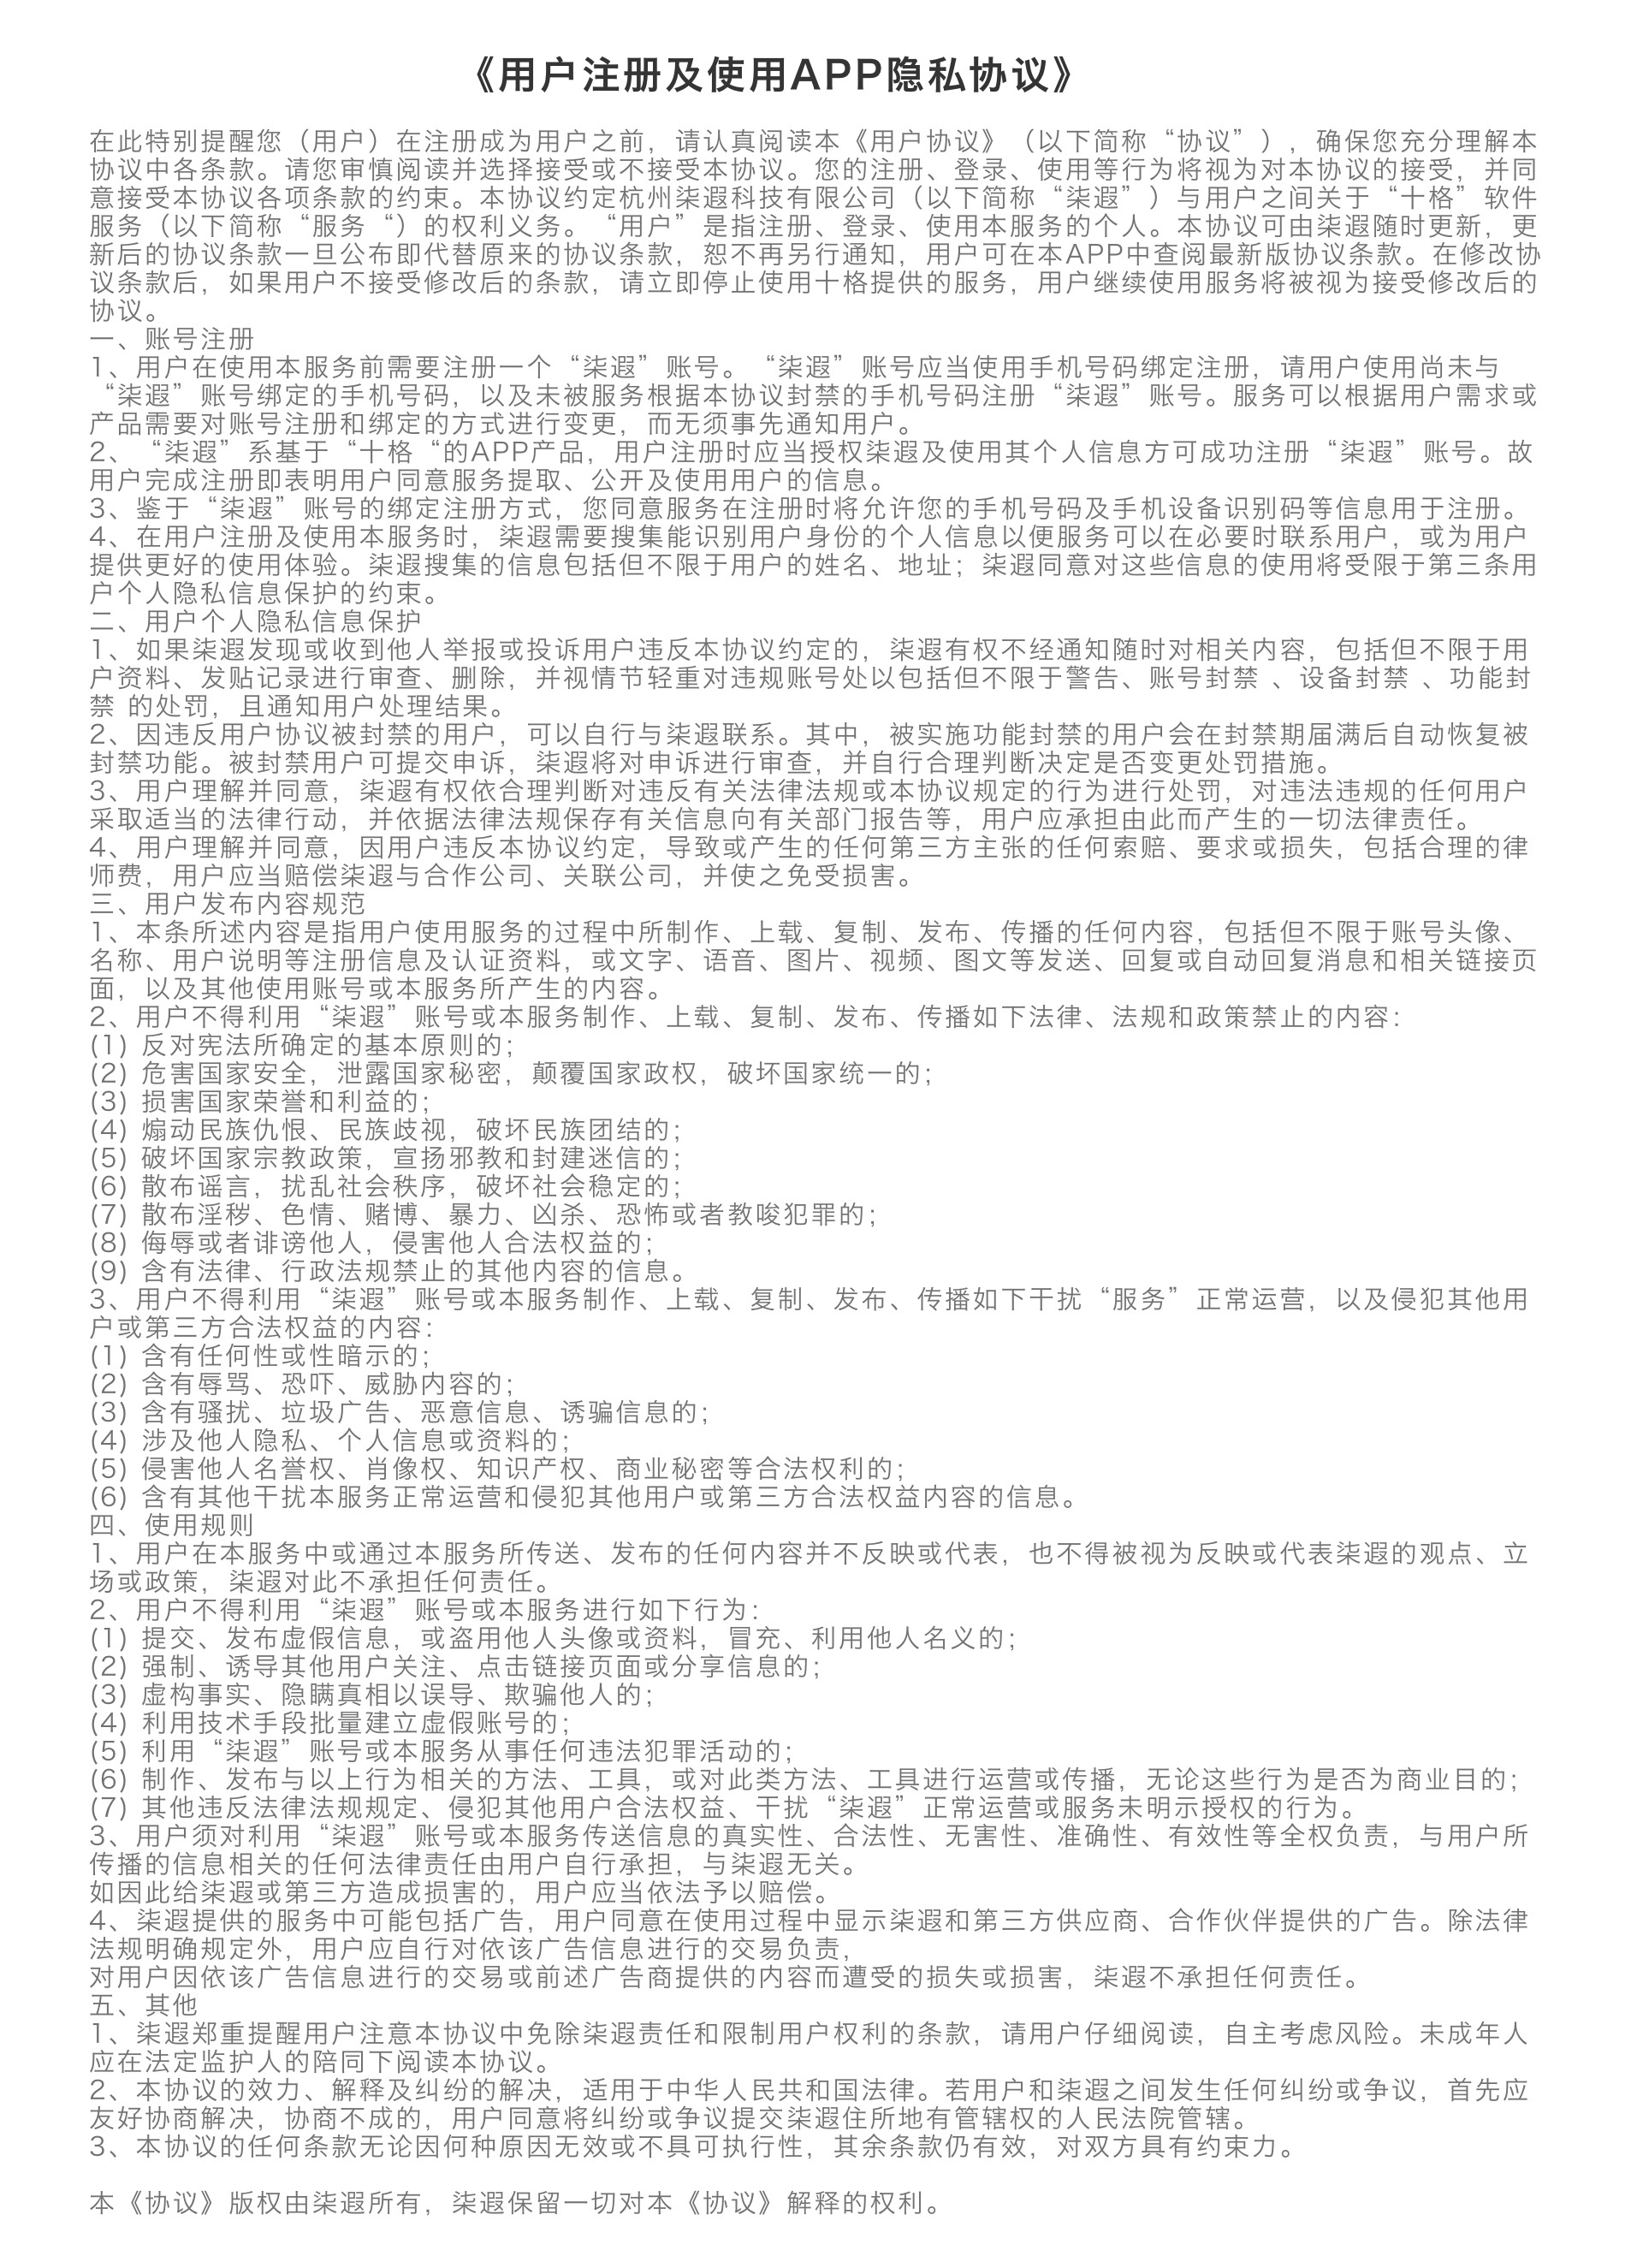 《用户注册及使用APP隐私协议》
在此特别提醒您（用户）在注册成为用户之前，请认真阅读本《用户协议》（以下简称“协议”），确保您充分理解本
协议中各条款。请您审慎阅读并选择接受或不接受本协议。您的注册、登录、使用等行为将视为对本协议的接受，并同
意接受本协议各项条款的约束。本协议约定杭州柒遐科技有限公司（以下简称“柒遐”）与用户之间关于“十格”软件
服务（以下简称“服务“）的权利义务。“用户”是指注册、登录、使用本服务的个人。本协议可由柒遐随时更新，更
新后的协议条款一旦公布即代替原来的协议条款，恕不再另行通知，用户可在本APP中查阅最新版协议条款。在修改协
议条款后，如果用户不接受修改后的条款，请立即停止使用十格提供的服务，用户继续使用服务将被视为接受修改后的
协议。
一、账号注册
1、用户在使用本服务前需要注册一个“柒遐”账号。“柒遐”账号应当使用手机号码绑定注册，请用户使用尚未与
“柒遐”账号绑定的手机号码，以及未被服务根据本协议封禁的手机号码注册“柒遐”账号。服务可以根据用户需求或
产品需要对账号注册和绑定的方式进行变更，而无须事先通知用户。
2、“柒遐”系基于“十格“的APP产品，用户注册时应当授权柒遐及使用其个人信息方可成功注册“柒遐”账号。故
用户完成注册即表明用户同意服务提取、公开及使用用户的信息。
3、鉴于“柒遐”账号的绑定注册方式，您同意服务在注册时将允许您的手机号码及手机设备识别码等信息用于注册。
4、在用户注册及使用本服务时，柒遐需要搜集能识别用户身份的个人信息以便服务可以在必要时联系用户，或为用户
提供更好的使用体验。柒遐搜集的信息包括但不限于用户的姓名、地址；柒遐同意对这些信息的使用将受限于第三条用
户个人隐私信息保护的约束。
二、用户个人隐私信息保护
1、如果柒遐发现或收到他人举报或投诉用户违反本协议约定的，柒遐有权不经通知随时对相关内容，包括但不限于用
户资料、发贴记录进行审查、删除，并视情节轻重对违规账号处以包括但不限于警告、账号封禁 、设备封禁 、功能封
禁 的处罚，且通知用户处理结果。
2、因违反用户协议被封禁的用户，可以自行与柒遐联系。其中，被实施功能封禁的用户会在封禁期届满后自动恢复被
封禁功能。被封禁用户可提交申诉，柒遐将对申诉进行审查，并自行合理判断决定是否变更处罚措施。
3、用户理解并同意，柒遐有权依合理判断对违反有关法律法规或本协议规定的行为进行处罚，对违法违规的任何用户
采取适当的法律行动，并依据法律法规保存有关信息向有关部门报告等，用户应承担由此而产生的一切法律责任。
4、用户理解并同意，因用户违反本协议约定，导致或产生的任何第三方主张的任何索赔、要求或损失，包括合理的律
师费，用户应当赔偿柒遐与合作公司、关联公司，并使之免受损害。
三、用户发布内容规范
1、本条所述内容是指用户使用服务的过程中所制作、上载、复制、发布、传播的任何内容，包括但不限于账号头像、
名称、用户说明等注册信息及认证资料，或文字、语音、图片、视频、图文等发送、回复或自动回复消息和相关链接页
面，以及其他使用账号或本服务所产生的内容。
2、用户不得利用“柒遐”账号或本服务制作、上载、复制、发布、传播如下法律、法规和政策禁止的内容：
(1) 反对宪法所确定的基本原则的；
(2) 危害国家安全，泄露国家秘密，颠覆国家政权，破坏国家统一的；
(3) 损害国家荣誉和利益的；
(4) 煽动民族仇恨、民族歧视，破坏民族团结的；
(5) 破坏国家宗教政策，宣扬邪教和封建迷信的；
(6) 散布谣言，扰乱社会秩序，破坏社会稳定的；
(7) 散布淫秽、色情、赌博、暴力、凶杀、恐怖或者教唆犯罪的；
(8) 侮辱或者诽谤他人，侵害他人合法权益的；
(9) 含有法律、行政法规禁止的其他内容的信息。
3、用户不得利用“柒遐”账号或本服务制作、上载、复制、发布、传播如下干扰“服务”正常运营，以及侵犯其他用
户或第三方合法权益的内容：
(1) 含有任何性或性暗示的；
(2) 含有辱骂、恐吓、威胁内容的；
(3) 含有骚扰、垃圾广告、恶意信息、诱骗信息的；
(4) 涉及他人隐私、个人信息或资料的；
(5) 侵害他人名誉权、肖像权、知识产权、商业秘密等合法权利的；
(6) 含有其他干扰本服务正常运营和侵犯其他用户或第三方合法权益内容的信息。
四、使用规则
1、用户在本服务中或通过本服务所传送、发布的任何内容并不反映或代表，也不得被视为反映或代表柒遐的观点、立
场或政策，柒遐对此不承担任何责任。
2、用户不得利用“柒遐”账号或本服务进行如下行为：
(1) 提交、发布虚假信息，或盗用他人头像或资料，冒充、利用他人名义的；
(2) 强制、诱导其他用户关注、点击链接页面或分享信息的；
(3) 虚构事实、隐瞒真相以误导、欺骗他人的；
(4) 利用技术手段批量建立虚假账号的；
(5) 利用“柒遐”账号或本服务从事任何违法犯罪活动的；
(6) 制作、发布与以上行为相关的方法、工具，或对此类方法、工具进行运营或传播，无论这些行为是否为商业目的；
(7) 其他违反法律法规规定、侵犯其他用户合法权益、干扰“柒遐”正常运营或服务未明示授权的行为。
3、用户须对利用“柒遐”账号或本服务传送信息的真实性、合法性、无害性、准确性、有效性等全权负责，与用户所
传播的信息相关的任何法律责任由用户自行承担，与柒遐无关。
如因此给柒遐或第三方造成损害的，用户应当依法予以赔偿。
4、柒遐提供的服务中可能包括广告，用户同意在使用过程中显示柒遐和第三方供应商、合作伙伴提供的广告。除法律
法规明确规定外，用户应自行对依该广告信息进行的交易负责，
对用户因依该广告信息进行的交易或前述广告商提供的内容而遭受的损失或损害，柒遐不承担任何责任。
五、其他
1、柒遐郑重提醒用户注意本协议中免除柒遐责任和限制用户权利的条款，请用户仔细阅读，自主考虑风险。未成年人
应在法定监护人的陪同下阅读本协议。
2、本协议的效力、解释及纠纷的解决，适用于中华人民共和国法律。若用户和柒遐之间发生任何纠纷或争议，首先应
友好协商解决，协商不成的，用户同意将纠纷或争议提交柒遐住所地有管辖权的人民法院管辖。
3、本协议的任何条款无论因何种原因无效或不具可执行性，其余条款仍有效，对双方具有约束力。
本《协议》版权由柒遐所有，柒遐保留一切对本《协议》解释的权利。